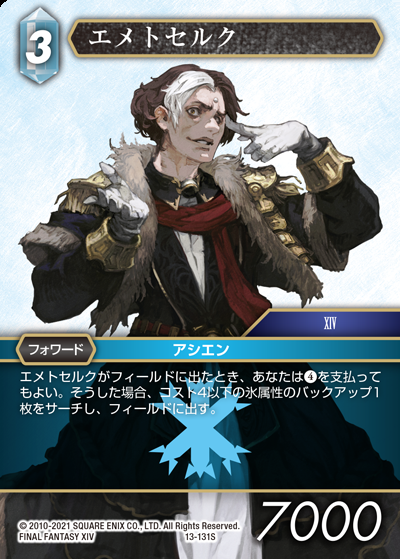 3
エメトセルク
XIV
フォワード
アシエン
エメトセルクがフィールドに出たとき、あなたは❹を支払って
もよい。そうした場合、コスト4以下の氷属性のバックアップ1
枚をサーチし、フィールドに出す。
© 2010-2021 SQUARE ENIX CO., LTD. All Rights Reserved.
FINAL FANTASY XIV
13-131S
7000